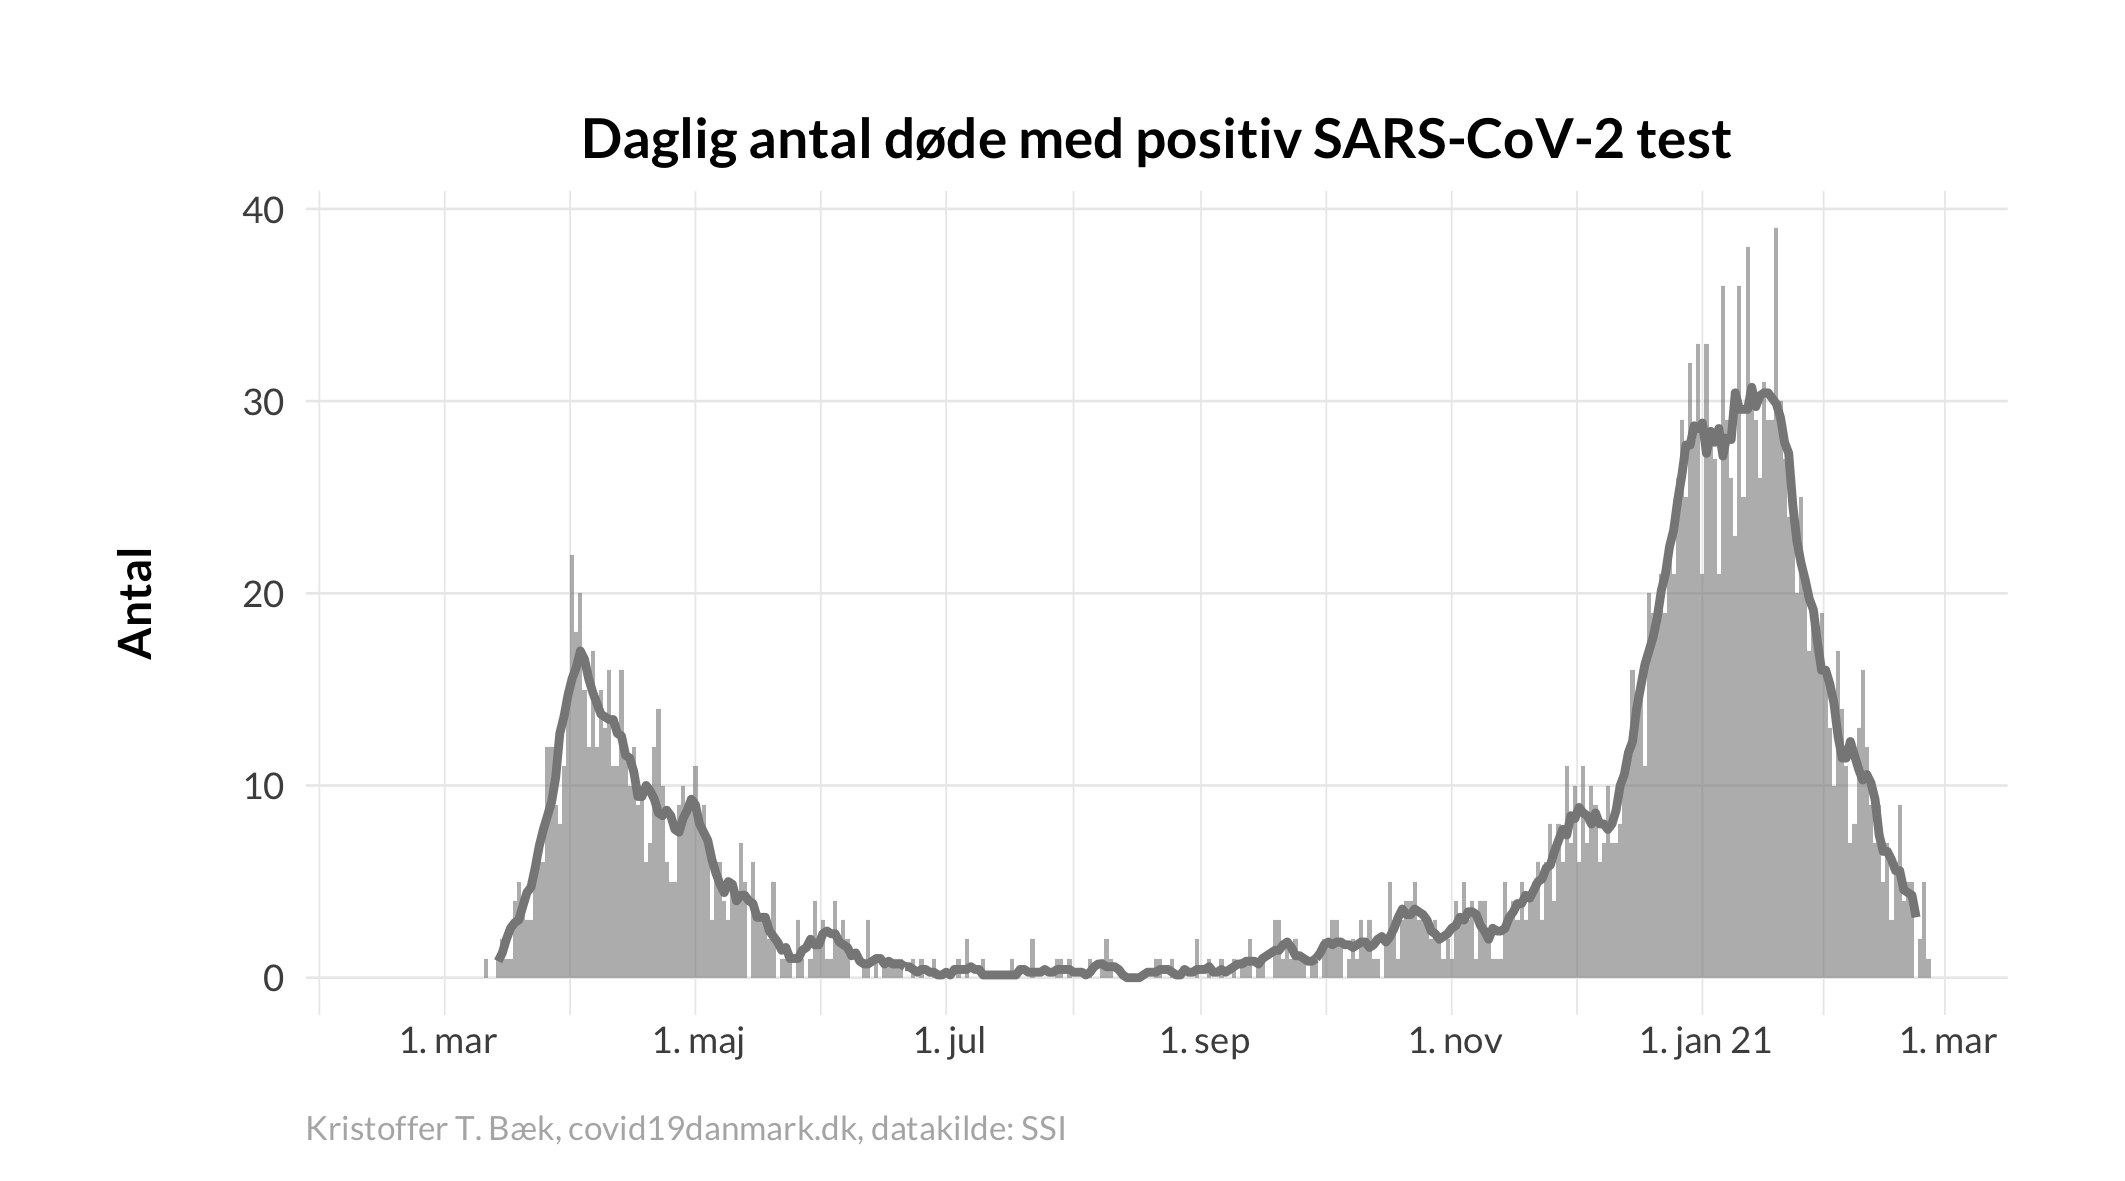 Daglig antal døde med positiv SARS-CoV-2 test
Antal
40
30
20
10
0
1. mar
1. maj
1. jul
1. sep
1. nov
1. jan 21
1. mar
Kristoffer T. Bæk, covid19danmark.dk, datakilde: SSI